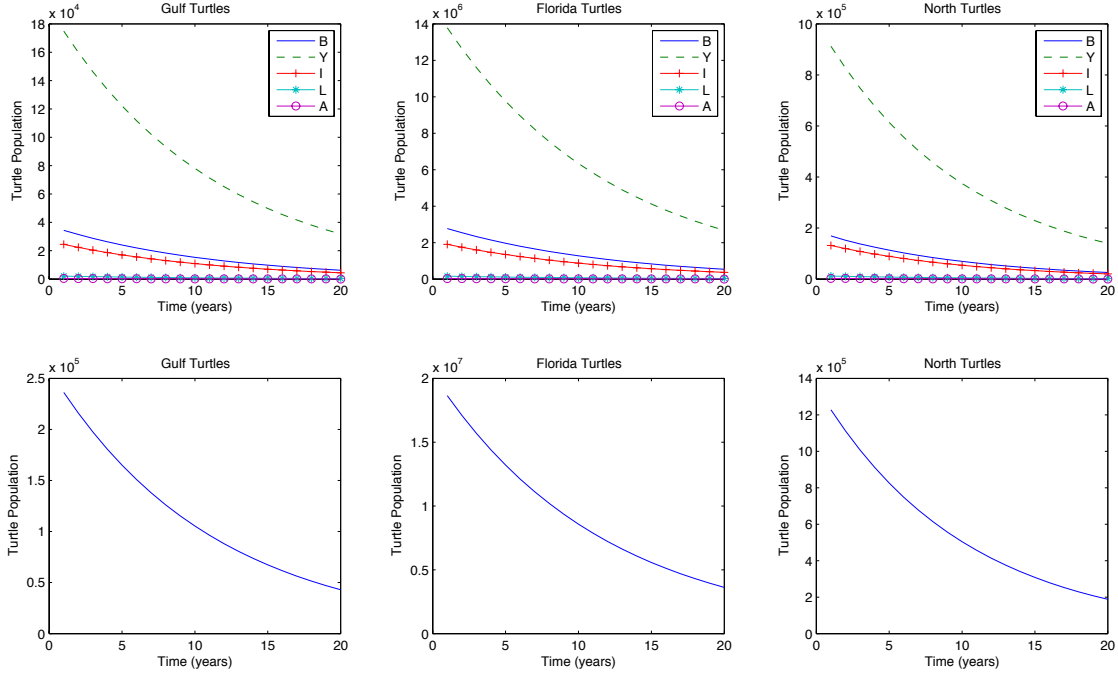 Gulf Turtles
x 10^4
18
16
14
12
10
8
6
4
2
0
0 5 10 15 20
Time (years)
Turtle Population
B
Y
I
L
A
Florida Turtles
x 10^6
14
12
10
8
6
4
2
0
0 5 10 15 20
Time (years)
Turtle Population
B
Y
I
L
A
North Turtles
x 10^5
10
8
6
4
2
0
0 5 10 15 20
Time (years)
Turtle Population
B
Y
I
L
A
Gulf Turtles
x 10^5
2.5
2
1.5
1
0.5
0
0 5 10 15 20
Time (years)
Turtle Population
Florida Turtles
x 10^7
2
1.5
1
0.5
0
0 5 10 15 20
Time (years)
Turtle Population
North Turtles
x 10^5
14
12
10
8
6
4
2
0
0 5 10 15 20
Time (years)
Turtle Population